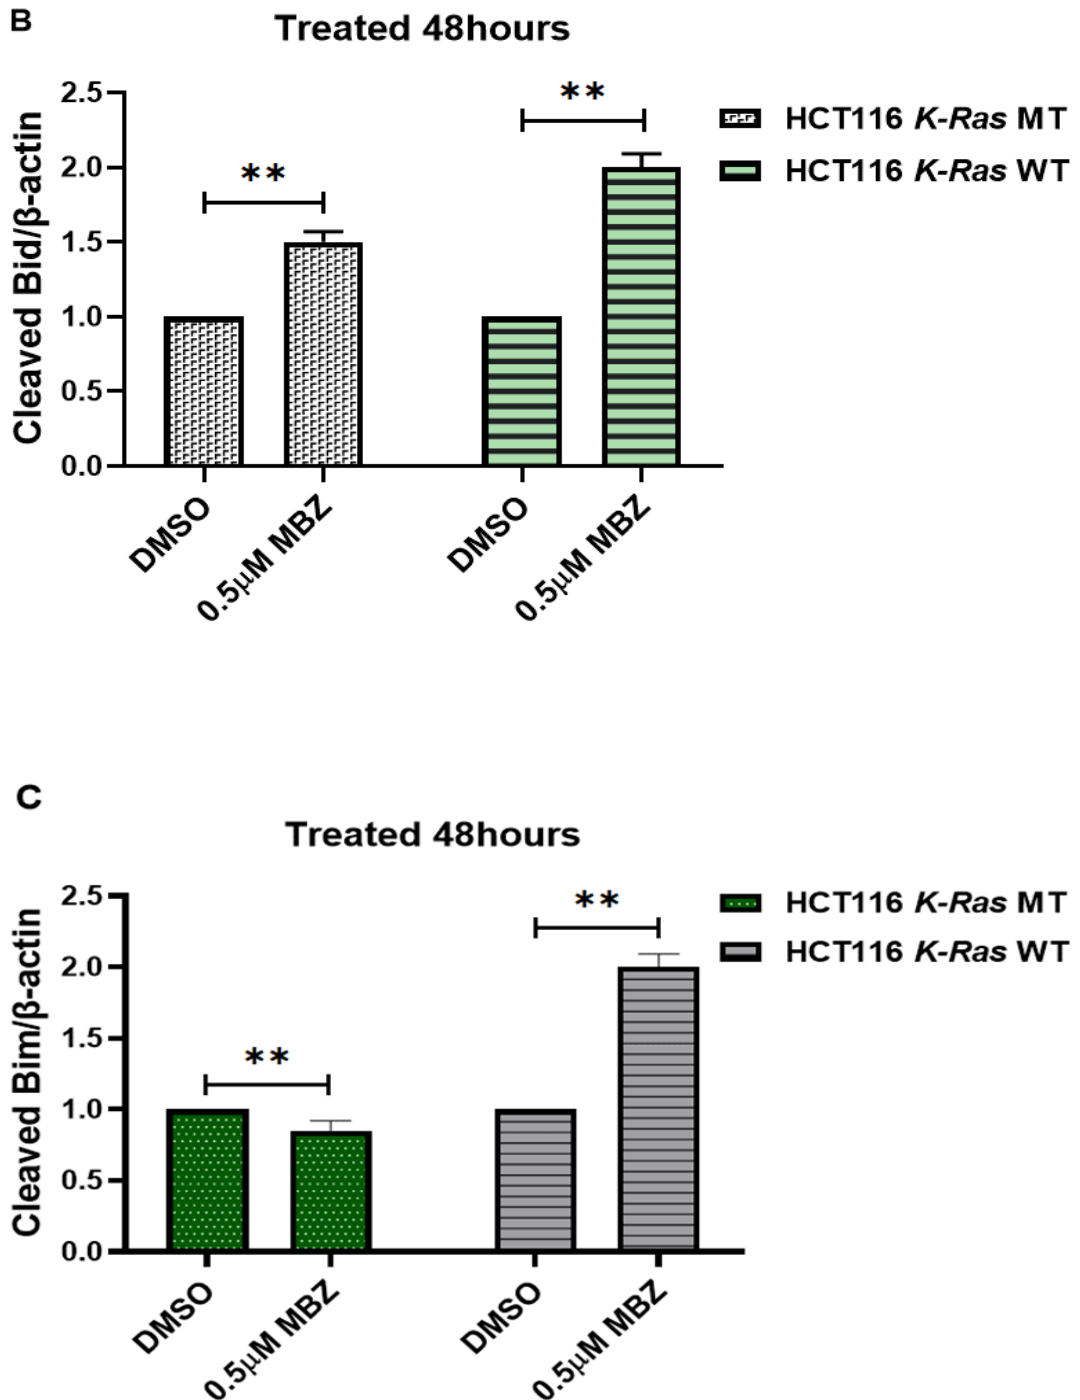 B
Treated 48hours
**
**
HCT116 K-Ras MT
HCT116 K-Ras WT
Cleaved Bid/β-actin
2.5
2.0
1.5
1.0
0.5
0.0
DMSO
0.5µM MBZ
DMSO
0.5µM MBZ
C
Treated 48hours
**
**
HCT116 K-Ras MT
HCT116 K-Ras WT
Cleaved Bim/β-actin
2.5
2.0
1.5
1.0
0.5
0.0
DMSO
0.5µM MBZ
DMSO
0.5µM MBZ